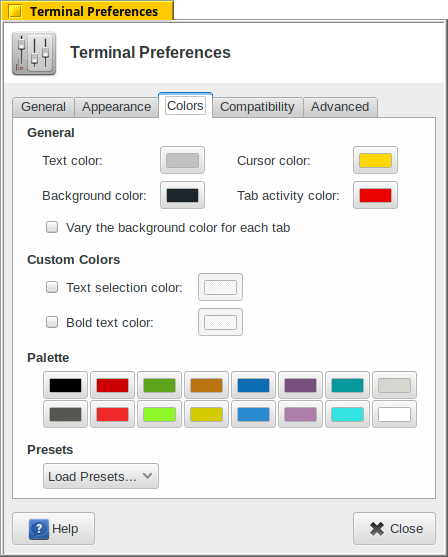 Terminal Preferences
Terminal Preferences
General Appearance Colors Compatibility Advanced
General
Text color: Cursor color:
Background color: Tab activity color:
Vary the background color for each tab
Custom Colors
Text selection color:
Bold text color:
Palette
Presets
Load Presets...
Help Close